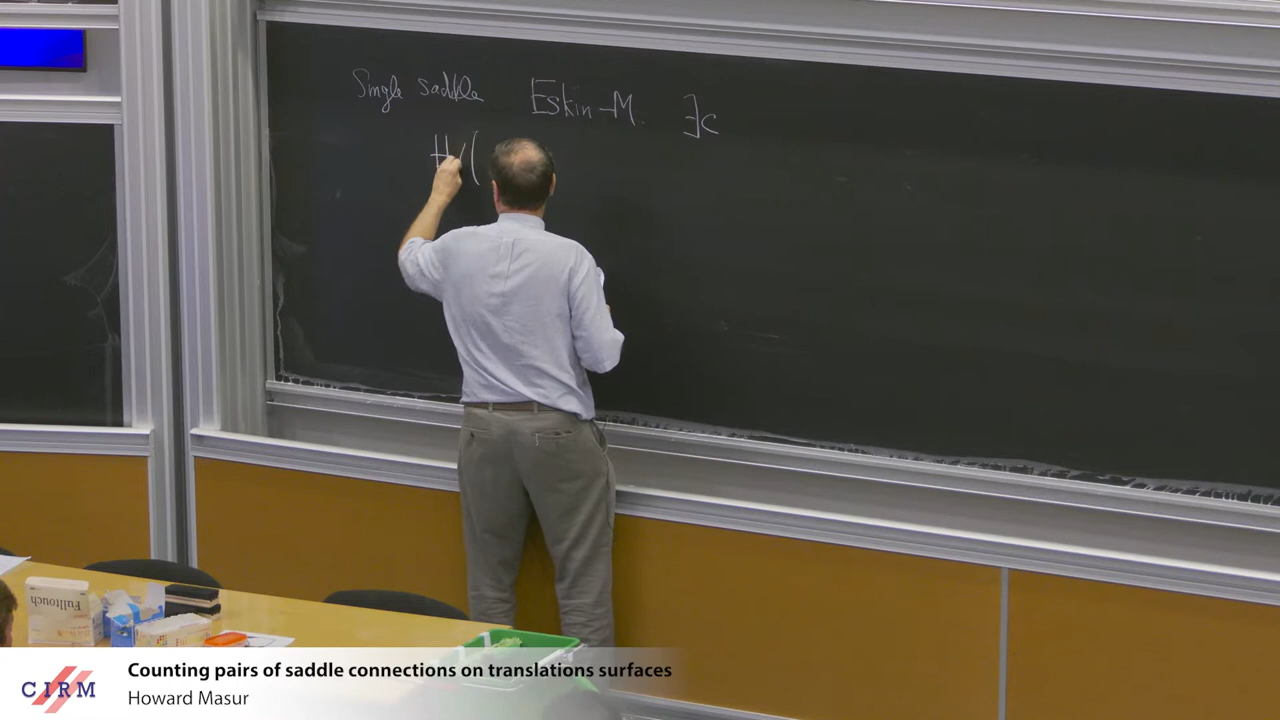 Single saddle Eskin-M. ∃c
Fulltouch
CIRM
Counting pairs of saddle connections on translations surfaces
Howard Masur